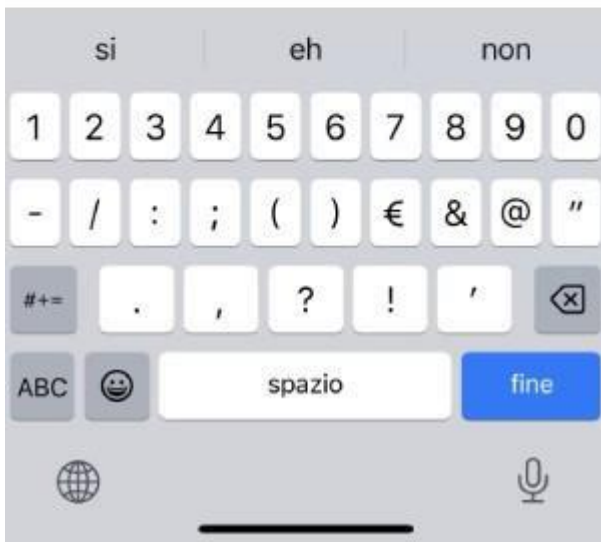 si eh non
1 2 3 4 5 6 7 8 9 0
- / : ; ( ) € & @ "
#+= . , ? ! '
ABC spazio fine